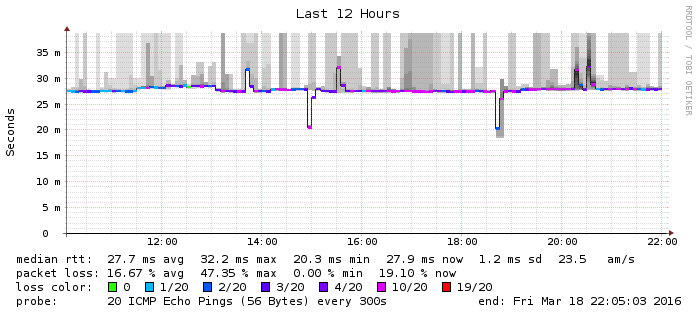 Last 12 Hours
RRDTOOL / TOBI OETIKER
Seconds
35 m
30 m
25 m
20 m
15 m
10 m
5 m
0
12:00 14:00 16:00 18:00 20:00 22:00
median rtt: 27.7 ms avg 32.2 ms max 20.3 ms min 27.9 ms now 1.2 ms sd 23.5 am/s
packet loss: 16.67 % avg 47.35 % max 0.00 % min 19.10 % now
loss color: 0 1/20 2/20 3/20 4/20 10/20 19/20
probe: 20 ICMP Echo Pings (56 Bytes) every 300s end: Fri Mar 18 22:05:03 2016